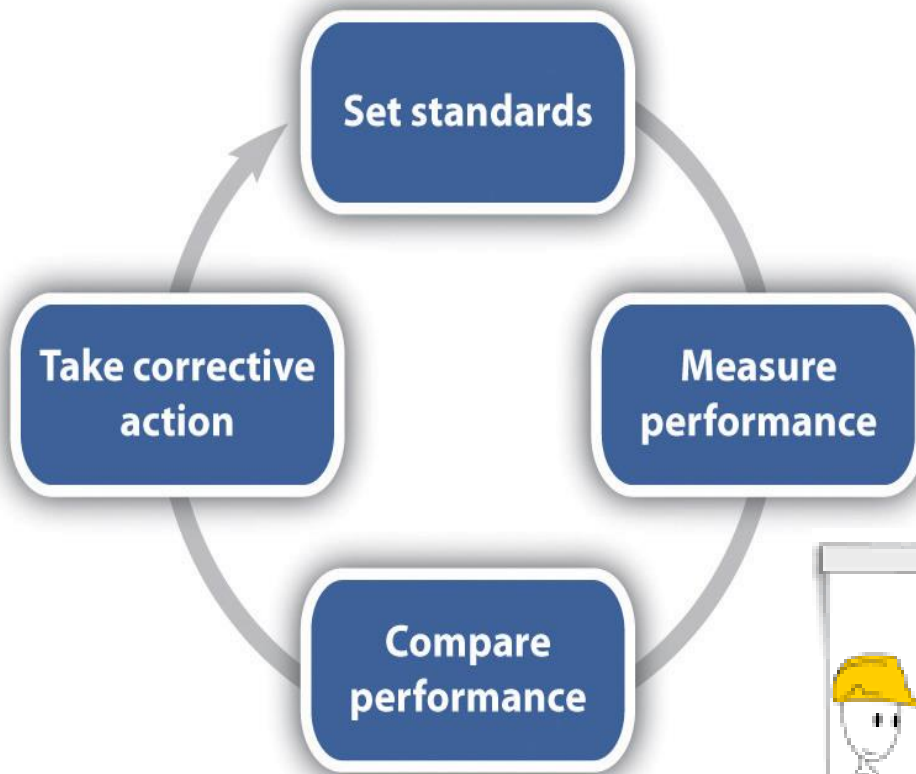 Set standards
Measure
performance
Compare
performance
Take corrective
action